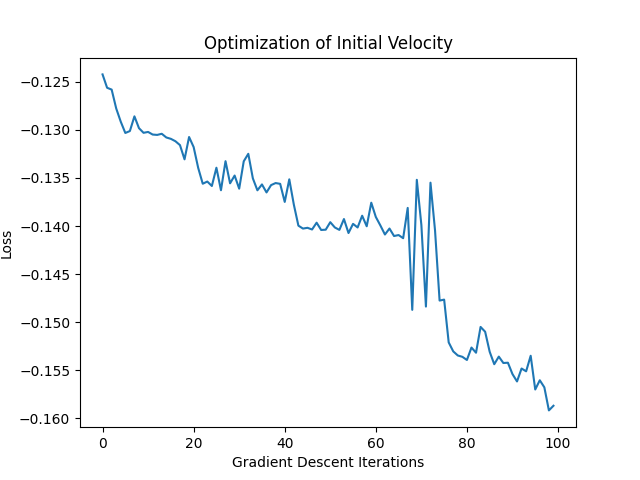 Optimization of Initial Velocity
−0.125
−0.130
−0.135
−0.140
−0.145
−0.150
−0.155
−0.160
Loss
0 20 40 60 80 100
Gradient Descent Iterations